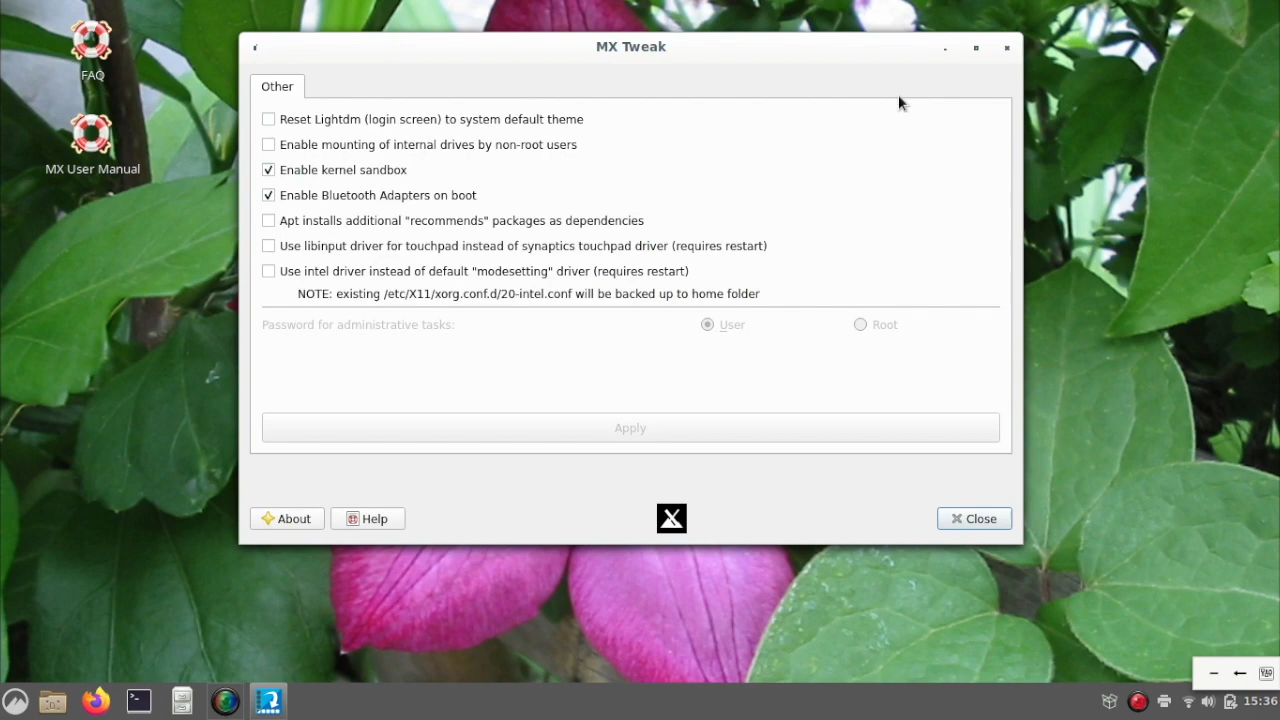 FAQ
MX User Manual
MX Tweak
Other
Reset Lightdm (login screen) to system default theme
Enable mounting of internal drives by non-root users
Enable kernel sandbox
Enable Bluetooth Adapters on boot
Apt installs additional "recommends" packages as dependencies
Use libinput driver for touchpad instead of synaptics touchpad driver (requires restart)
Use intel driver instead of default "modesetting" driver (requires restart)
NOTE: existing /etc/X11/xorg.conf.d/20-intel.conf will be backed up to home folder
Password for administrative tasks:
User
Root
Apply
About
Help
Close
15:36